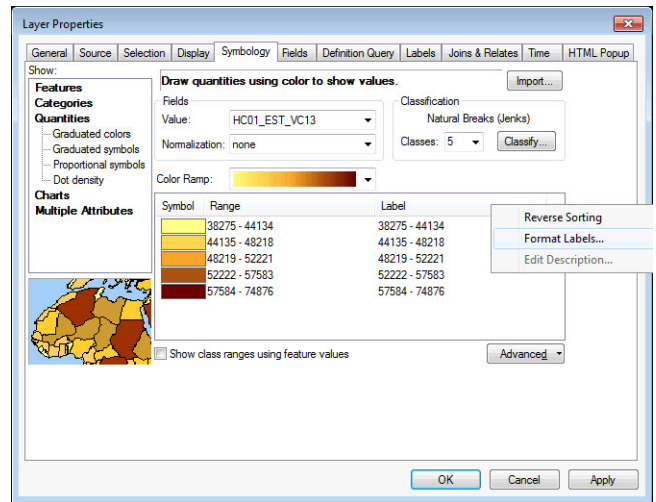 Layer Properties
General Source Selection Display Symbology Fields Definition Query Labels Joins & Relates Time HTML Popup
Show:
Features
Categories
Quantities
Graduated colors
Graduated symbols
Proportional symbols
Dot density
Charts
Multiple Attributes
Draw quantities using color to show values.
Import...
Fields
Value: HC01_EST_VC13
Normalization: none
Classification
Natural Breaks (Jenks)
Classes: 5 Classify...
Color Ramp:
Symbol Range Label
38275 - 44134 38275 - 44134
44135 - 48218 44135 - 48218
48219 - 52221 48219 - 52221
52222 - 57583 52222 - 57583
57584 - 74876 57584 - 74876
Reverse Sorting
Format Labels...
Edit Description...
Show class ranges using feature values
Advanced
OK Cancel Apply